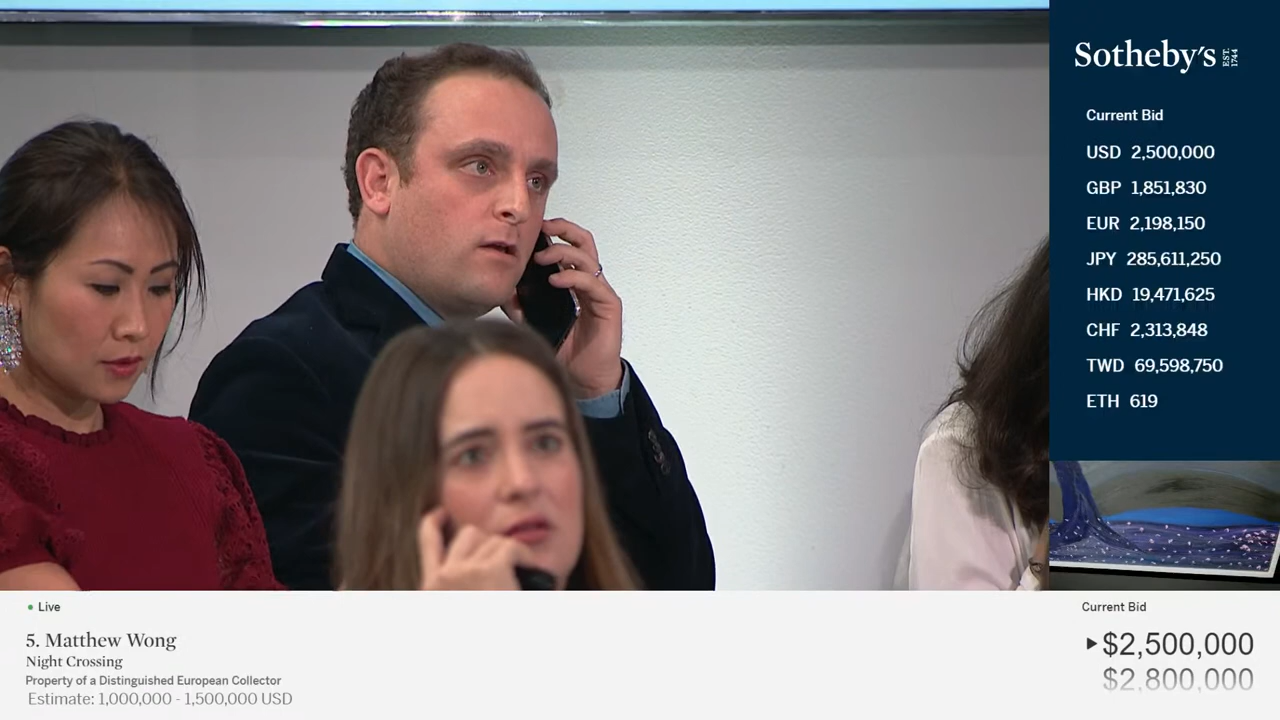 Sotheby's EST. 1744
Current Bid
USD 2,500,000
GBP 1,851,830
EUR 2,198,150
JPY 285,611,250
HKD 19,471,625
CHF 2,313,848
TWD 69,598,750
ETH 619
Live
5. Matthew Wong
Night Crossing
Property of a Distinguished European Collector
Estimate: 1,000,000 - 1,500,000 USD
Current Bid
$2,500,000
$2,800,000